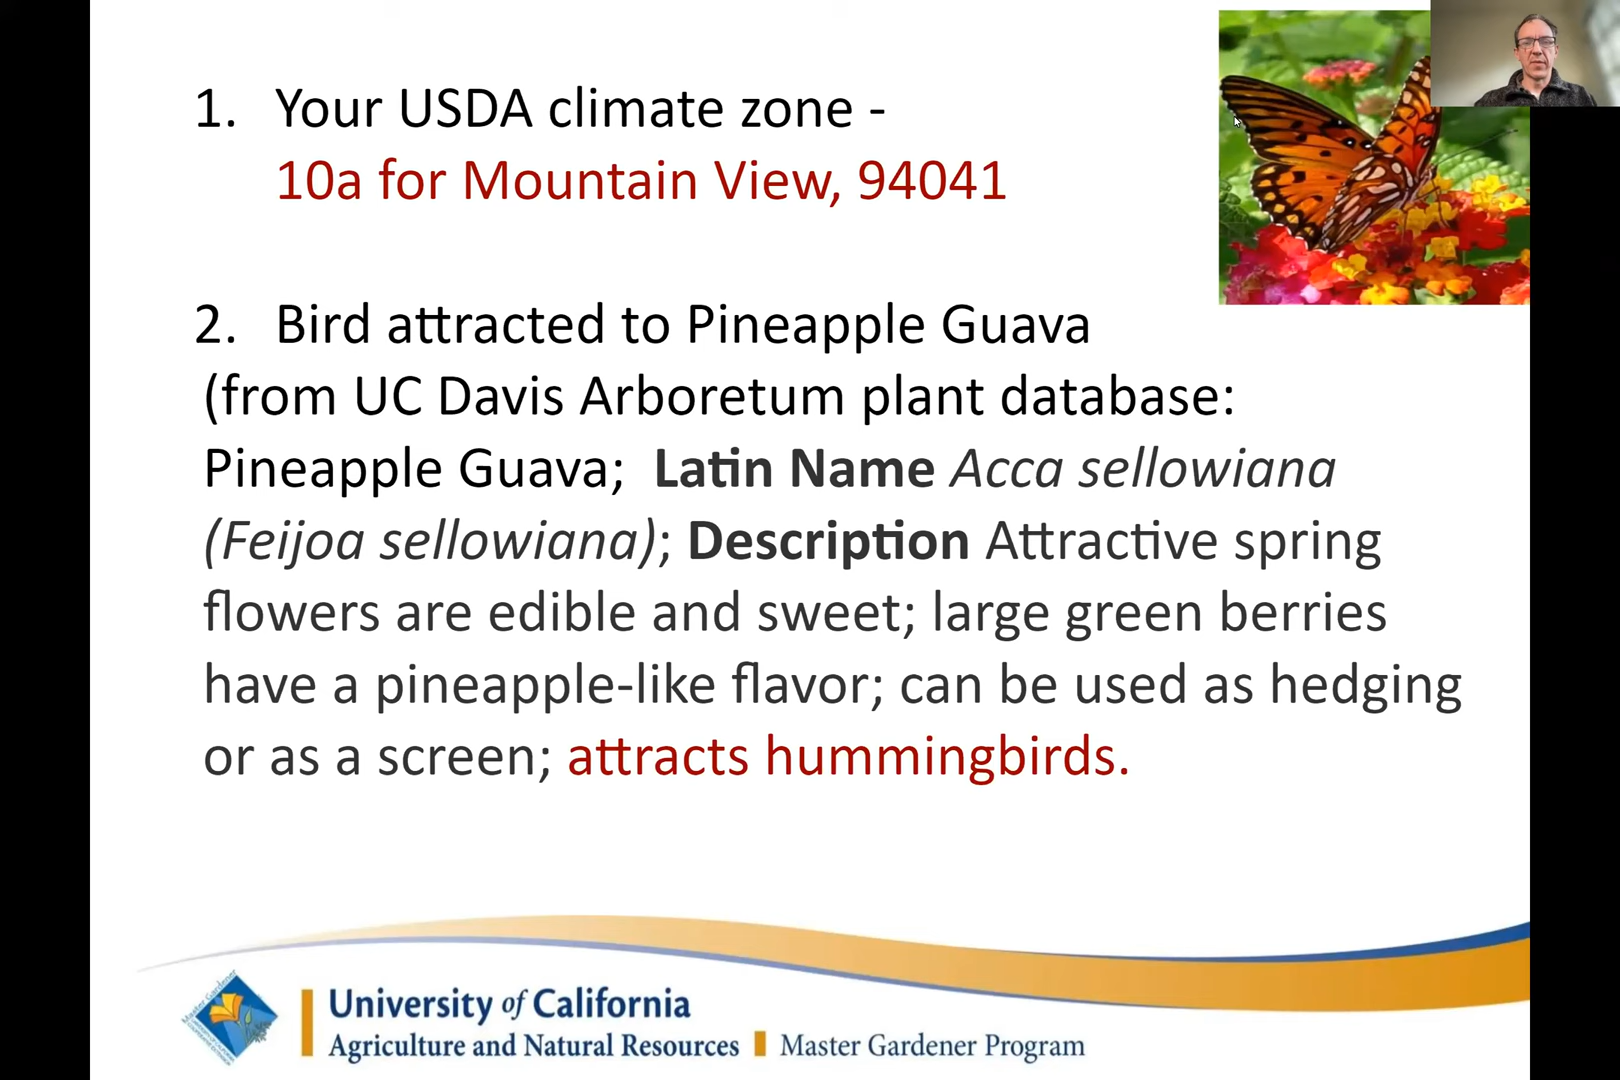 1. Your USDA climate zone -
10a for Mountain View, 94041
2. Bird attracted to Pineapple Guava
(from UC Davis Arboretum plant database:
Pineapple Guava; Latin Name Acca sellowiana
(Feijoa sellowiana); Description Attractive spring
flowers are edible and sweet; large green berries
have a pineapple-like flavor; can be used as hedging
or as a screen; attracts hummingbirds.
Master Gardener
University of California
Agriculture and Natural Resources Master Gardener Program